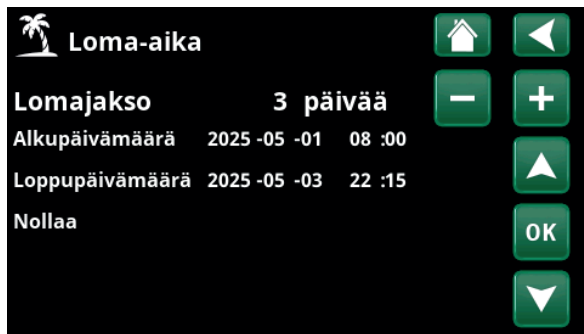 Loma-aika
Lomajakso 3 päivää
Alkupäivämäärä 2025 -05 -01 08 :00
Loppupäivämäärä 2025 -05 -03 22 :15
Nollaa
OK